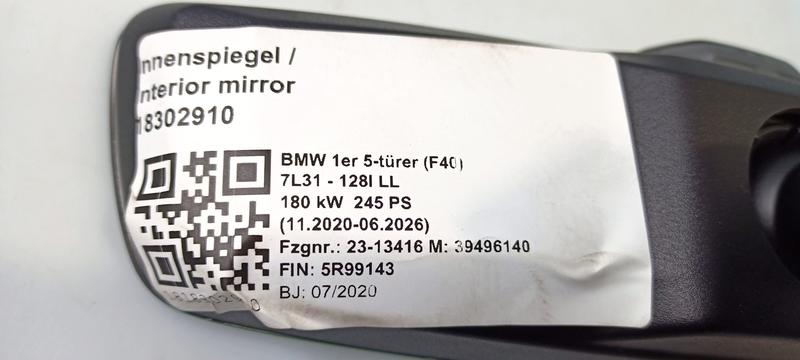 nnenspiegel /
nterior mirror
18302910
BMW 1er 5-türer (F40)
7L31 - 128I LL
180 kW 245 PS
(11.2020-06.2026)
Fzgnr.: 23-13416 M: 39496140
FIN: 5R99143
BJ: 07/2020